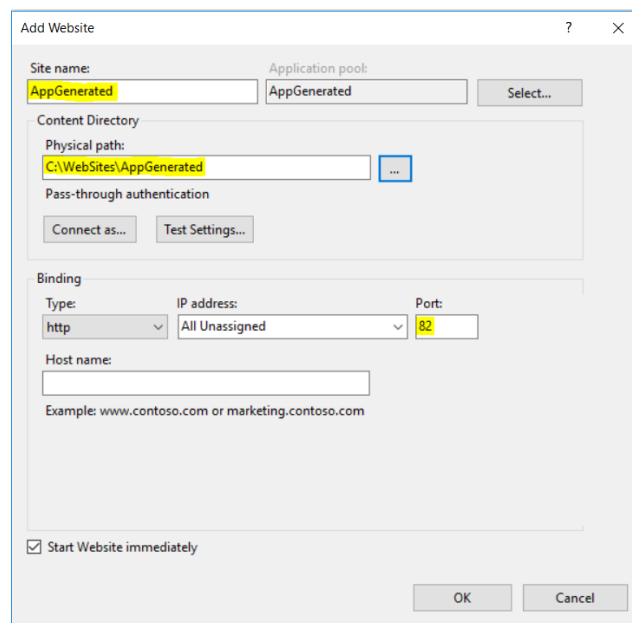 Add Website
Site name: Application pool:
AppGenerated AppGenerated Select...
Content Directory
Physical path:
C:\WebSites\AppGenerated ...
Pass-through authentication
Connect as... Test Settings...
Binding
Type: IP address: Port:
http All Unassigned 82
Host name:
Example: www.contoso.com or marketing.contoso.com
Start Website immediately
OK Cancel